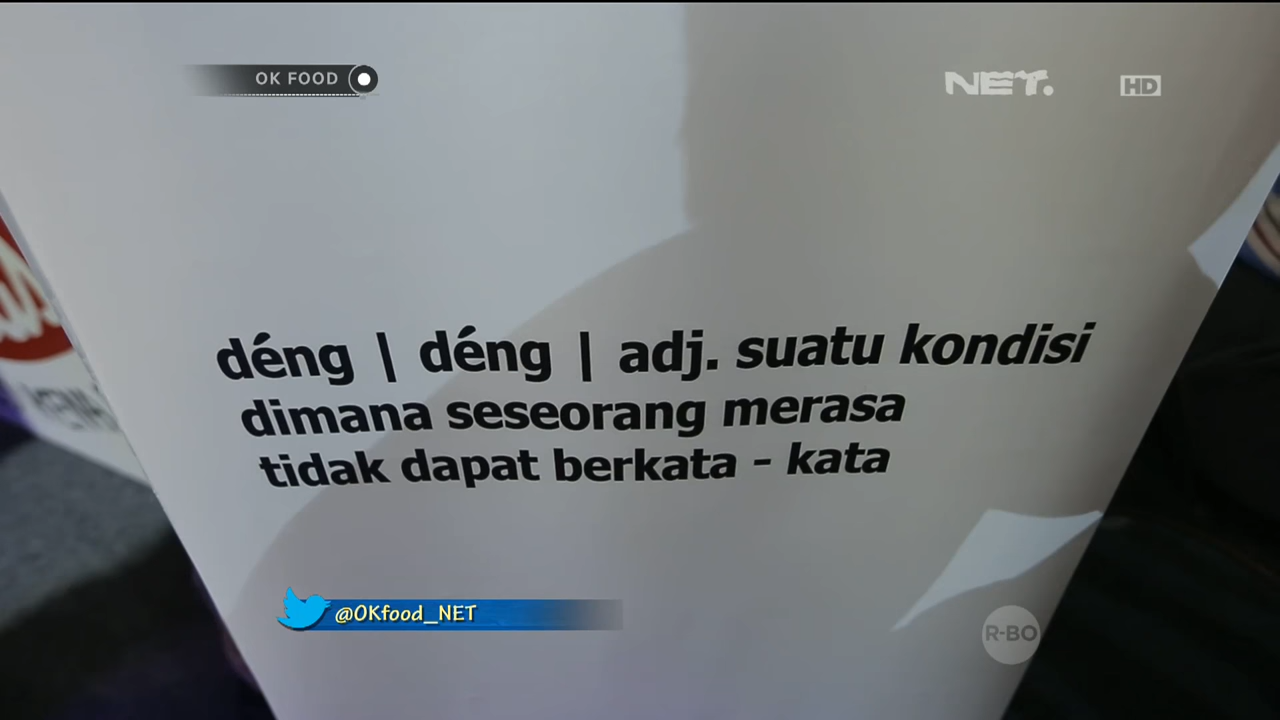 OK FOOD
NET.
HD
déng | déng | adj. suatu kondisi
dimana seseorang merasa
tidak dapat berkata - kata
@OKfood_NET
R-BO